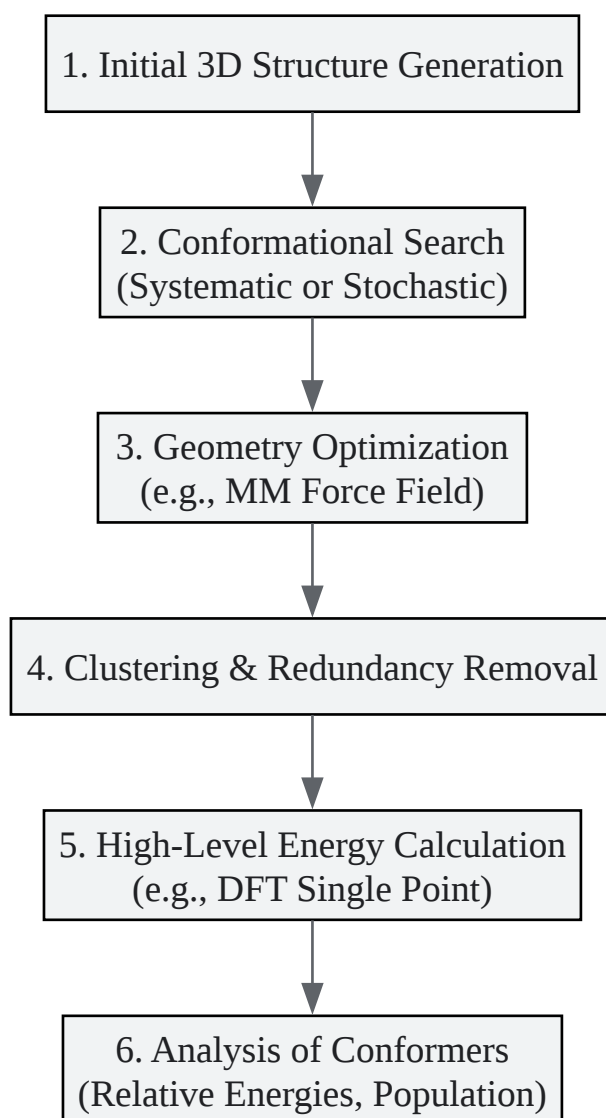 1. Initial 3D Structure Generation
2. Conformational Search
(Systematic or Stochastic)
3. Geometry Optimization
(e.g., MM Force Field)
4. Clustering & Redundancy Removal
5. High-Level Energy Calculation
(e.g., DFT Single Point)
6. Analysis of Conformers
(Relative Energies, Population)